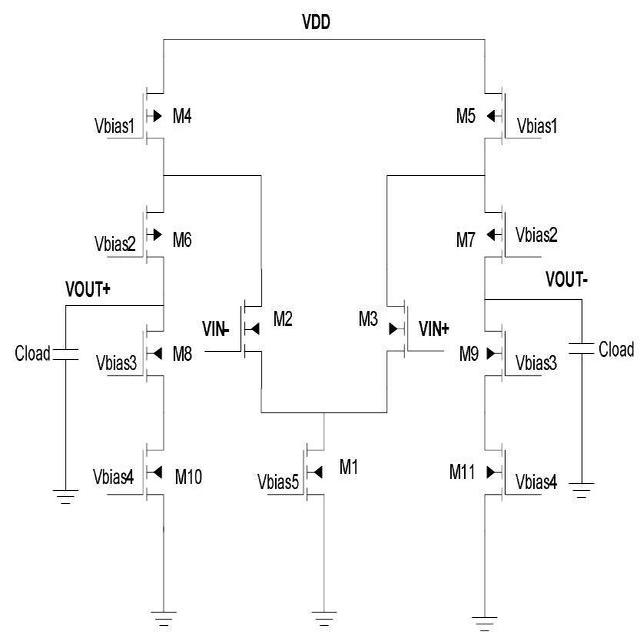 VDD
Vbias1 M4 M5 Vbias1
Vbias2 M6 M7 Vbias2
VOUT+ VOUT-
VIN- M2 M3 VIN+
Cload Vbias3 M8 M9 Vbias3 Cload
Vbias4 M10 Vbias5 M1 M11 Vbias4